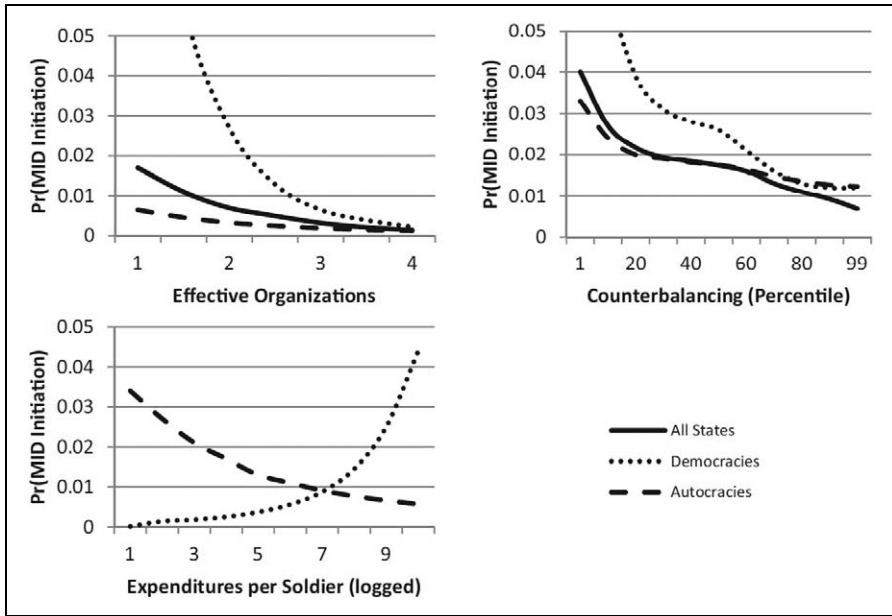 Pr(MID Initiation)
0.05
0.04
0.03
0.02
0.01
0
1 2 3 4
Effective Organizations
Pr(MID Initiation)
0.05
0.04
0.03
0.02
0.01
0
1 20 40 60 80 99
Counterbalancing (Percentile)
Pr(MID Initiation)
0.05
0.04
0.03
0.02
0.01
0
1 3 5 7 9
Expenditures per Soldier (logged)
All States
Democracies
Autocracies